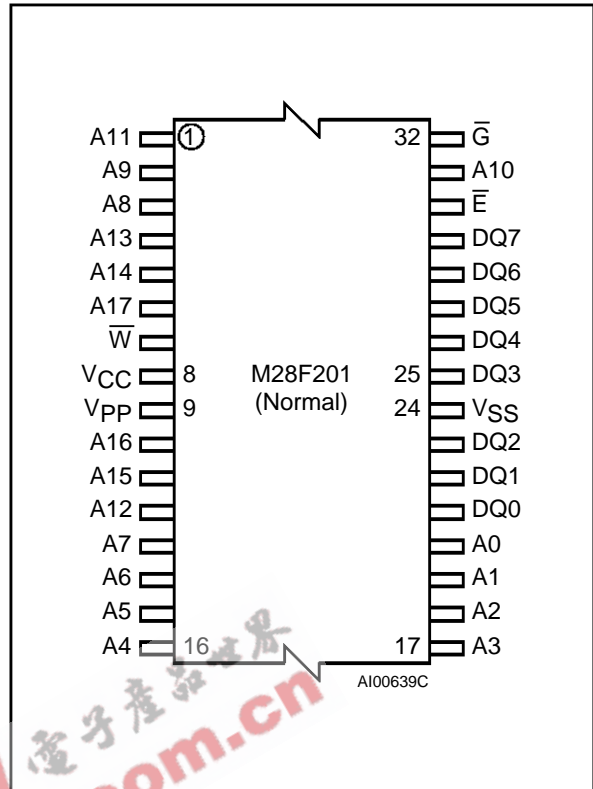 A11 1 32 G̅
A9 A10
A8 E̅
A13 DQ7
A14 DQ6
A17 DQ5
W̅ DQ4
VCC 8 M28F201 25 DQ3
VPP 9 (Normal) 24 VSS
A16 DQ2
A15 DQ1
A12 DQ0
A7 A0
A6 A1
A5 A2
A4 16 17 A3
AI00639C
電子產品世界
om.cn